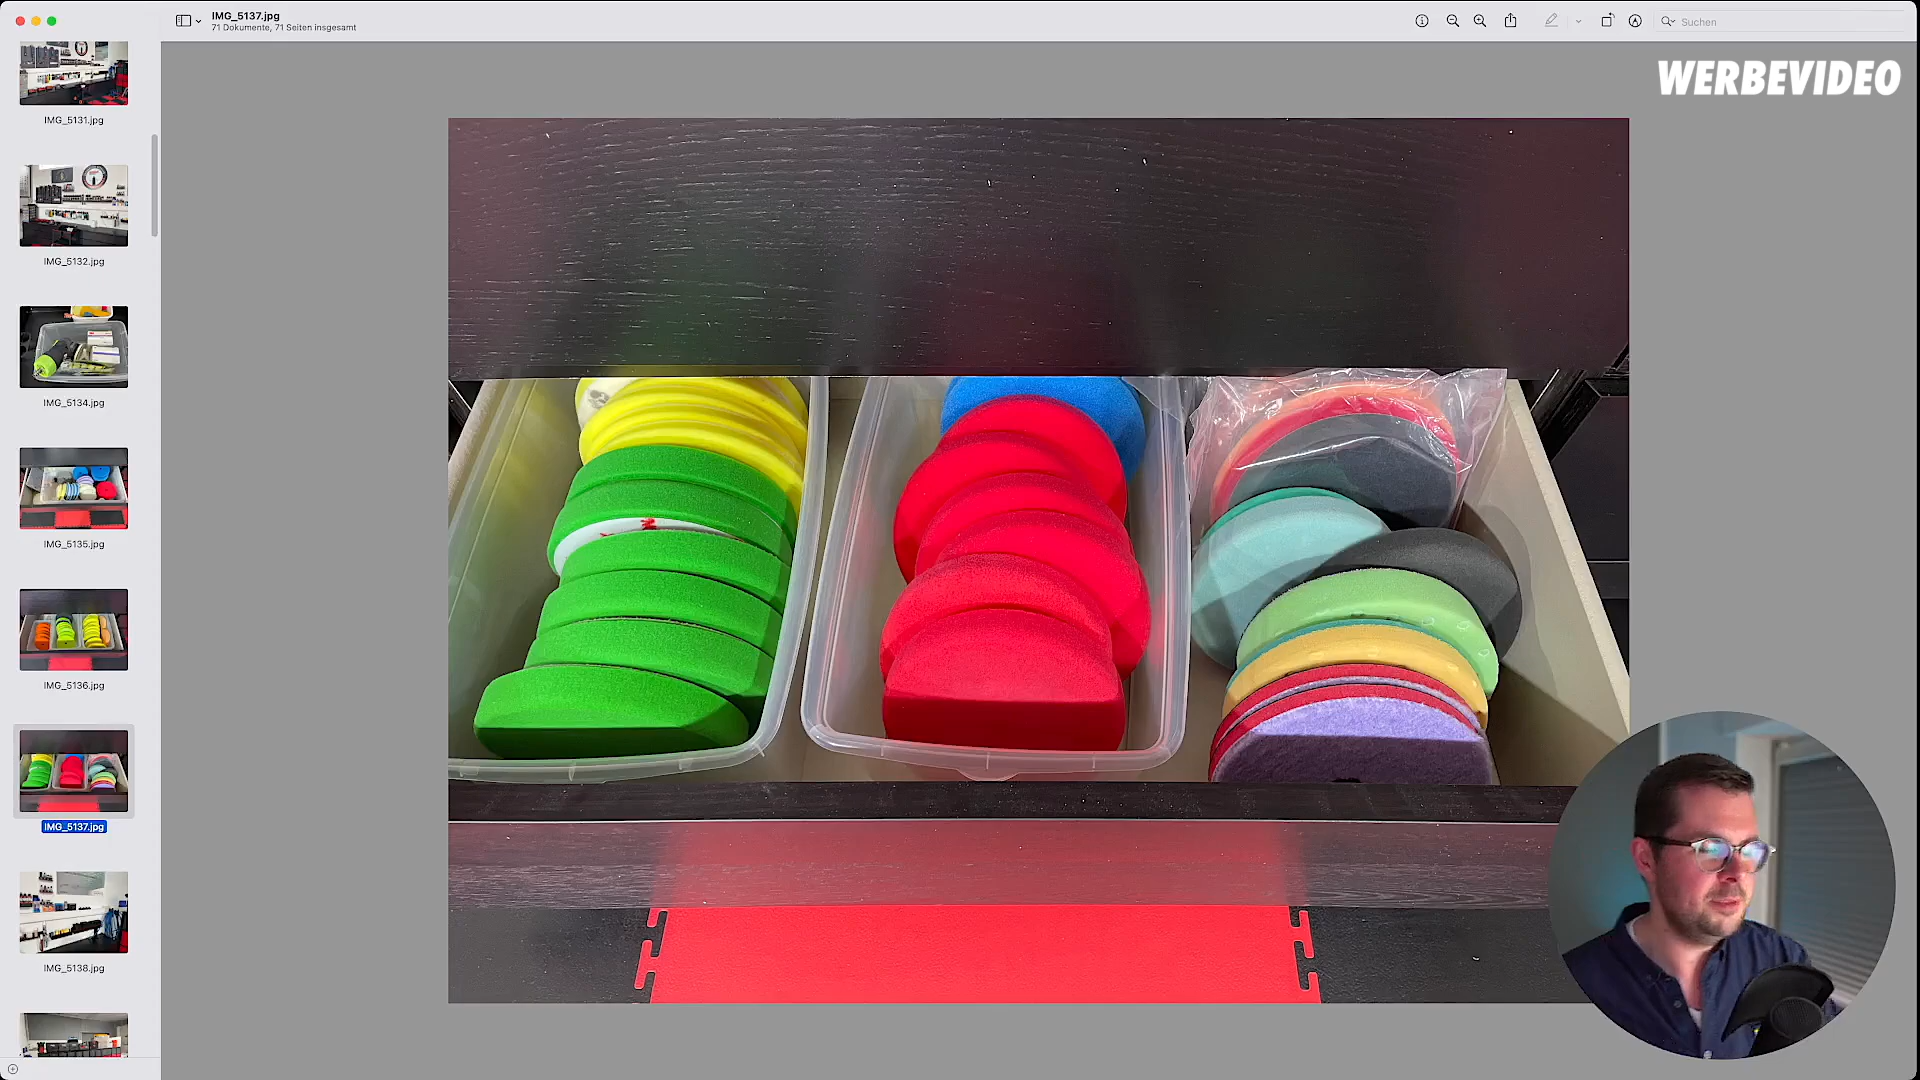 IMG_5137.jpg
71 Dokumente, 71 Seiten insgesamt
Suchen
WERBEVIDEO
IMG_5131.jpg
IMG_5132.jpg
IMG_5134.jpg
IMG_5135.jpg
IMG_5136.jpg
IMG_5137.jpg
IMG_5138.jpg